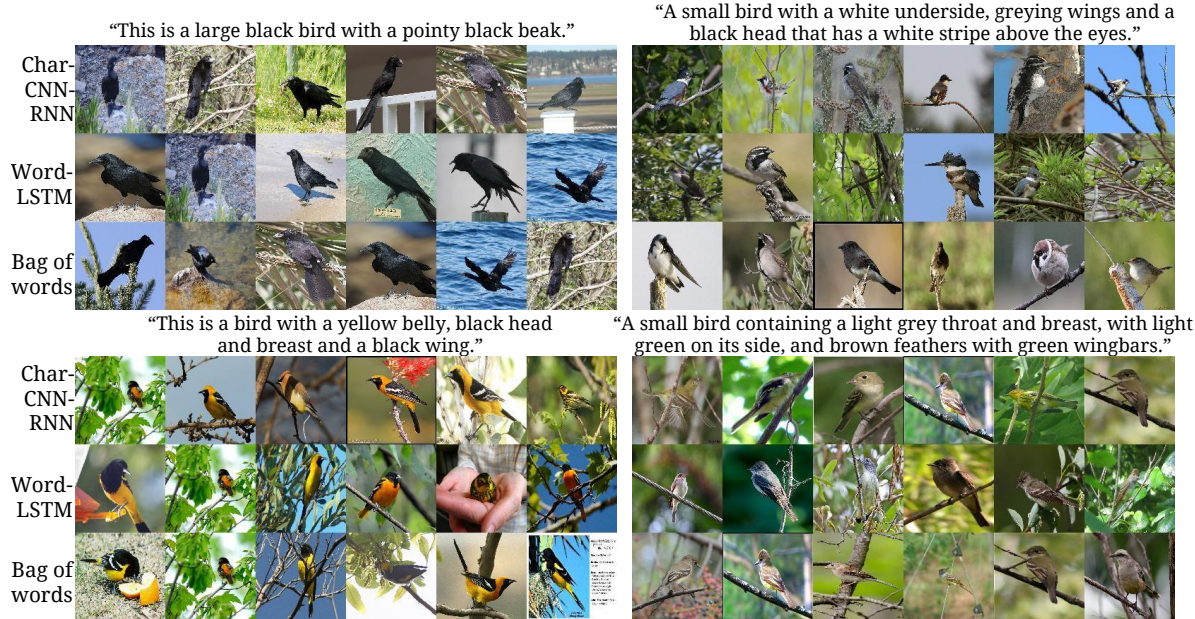 “This is a large black bird with a pointy black beak.”
“A small bird with a white underside, greying wings and a
black head that has a white stripe above the eyes.”
Char-
CNN-
RNN
Word-
LSTM
Bag of
words
“This is a bird with a yellow belly, black head
and breast and a black wing.”
“A small bird containing a light grey throat and breast, with light
green on its side, and brown feathers with green wingbars.”
Char-
CNN-
RNN
Word-
LSTM
Bag of
words